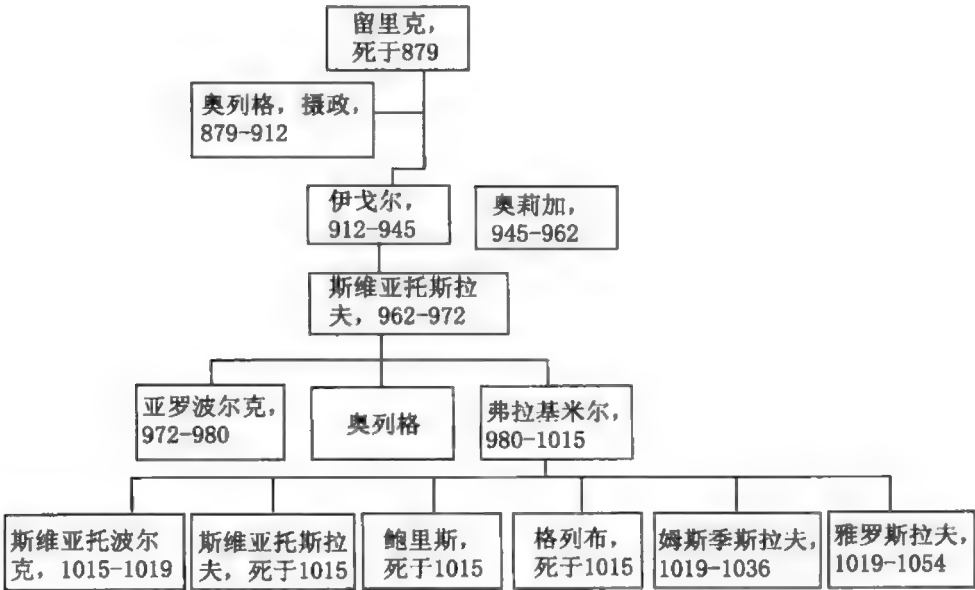 留里克，
死于879
奥列格，摄政，
879-912
伊戈尔，
912-945
奥莉加，
945-962
斯维亚托斯拉
夫，962-972
亚罗波尔克，
972-980
奥列格
弗拉基米尔，
980-1015
斯维亚托波尔
克，1015-1019
斯维亚托斯拉
夫，死于1015
鲍里斯，
死于1015
格列布，
死于1015
姆斯季斯拉夫，
1019-1036
雅罗斯拉夫，
1019-1054